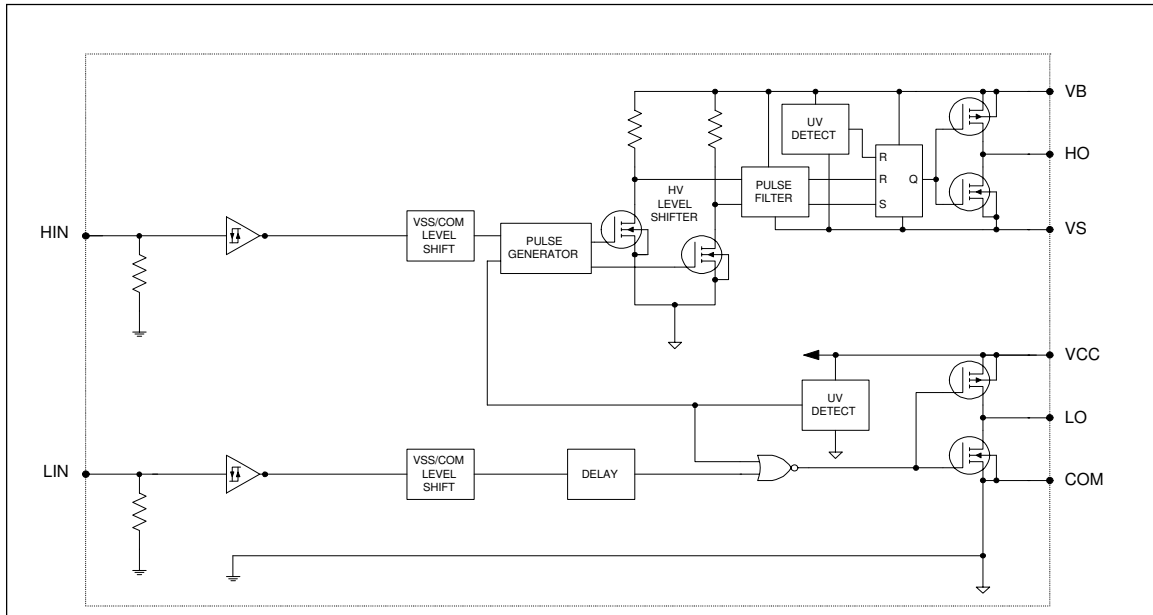 VB
UV
DETECT
HO
R
R
Q
S
PULSE
FILTER
HV
LEVEL
SHIFTER
VS
HIN
VSS/COM
LEVEL
SHIFT
PULSE
GENERATOR
VCC
UV
DETECT
LO
LIN
VSS/COM
LEVEL
SHIFT
DELAY
COM